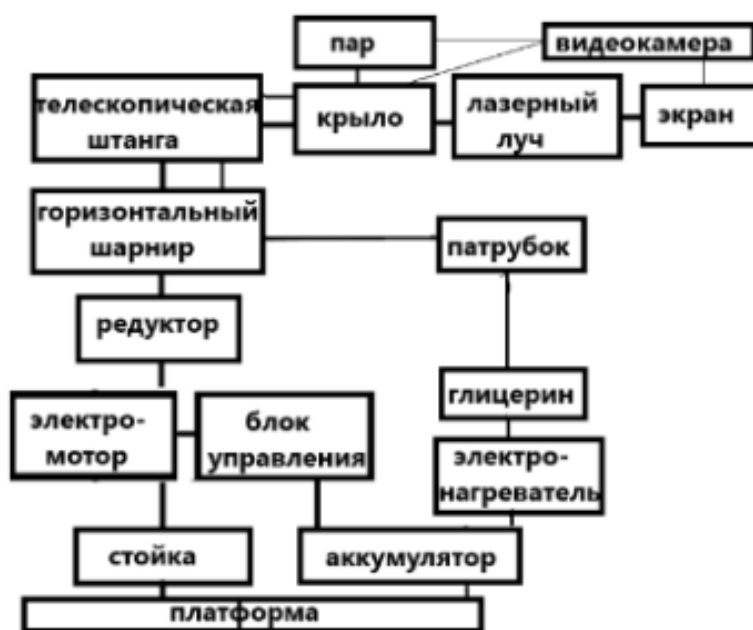 пар
видеокамера
телескопическая
штанга
крыло
лазерный
луч
экран
горизонтальный
шарнир
патрубок
редуктор
глицерин
электро-
мотор
блок
управления
электро-
нагреватель
стойка
аккумулятор
платформа